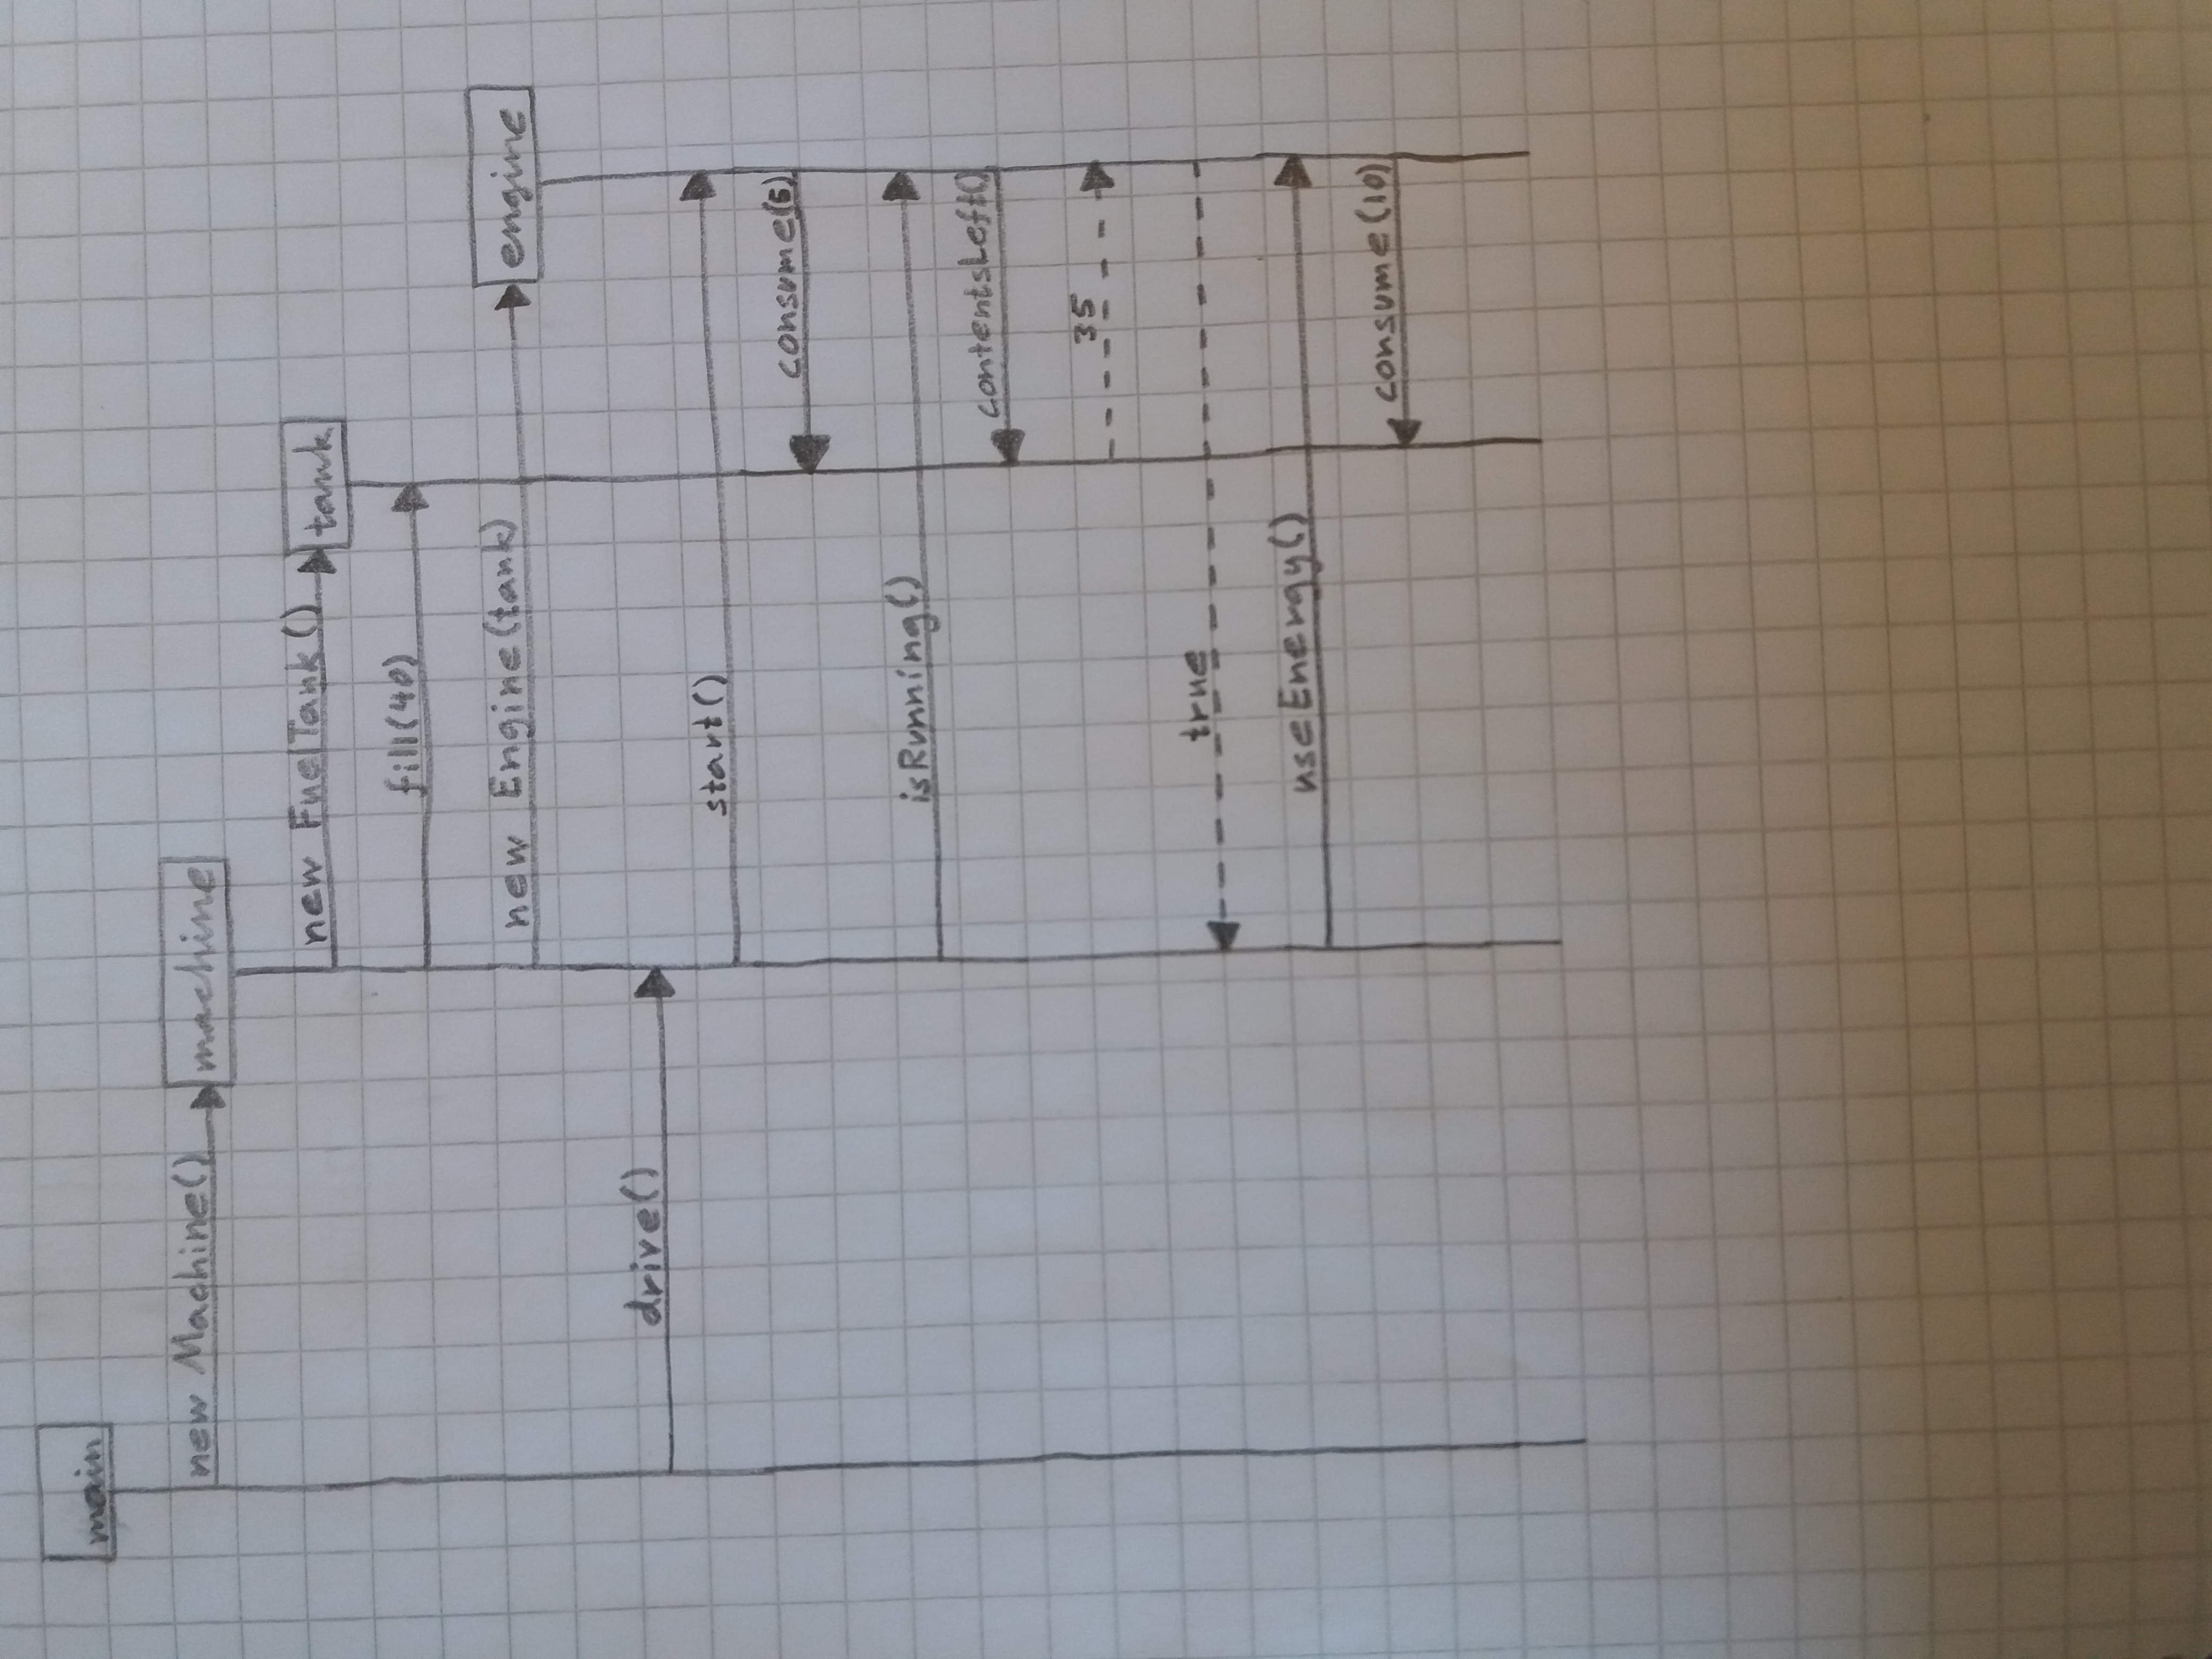 main
new Machine() machine
new FuelTank() tank
fill(40)
new Engine(tank) engine
drive()
start()
consume(5)
isRunning()
contentsLeft()
35
true
useEnergy()
consume(10)